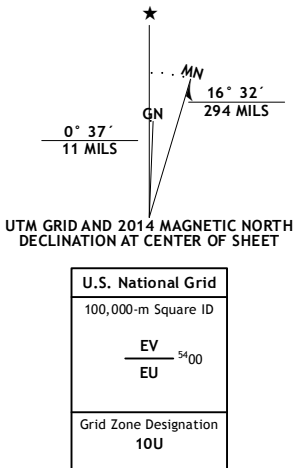 ★
MN
GN
16° 32´
294 MILS
0° 37´
11 MILS
UTM GRID AND 2014 MAGNETIC NORTH
DECLINATION AT CENTER OF SHEET
U.S. National Grid
100,000-m Square ID
EV
5400
EU
Grid Zone Designation
10U